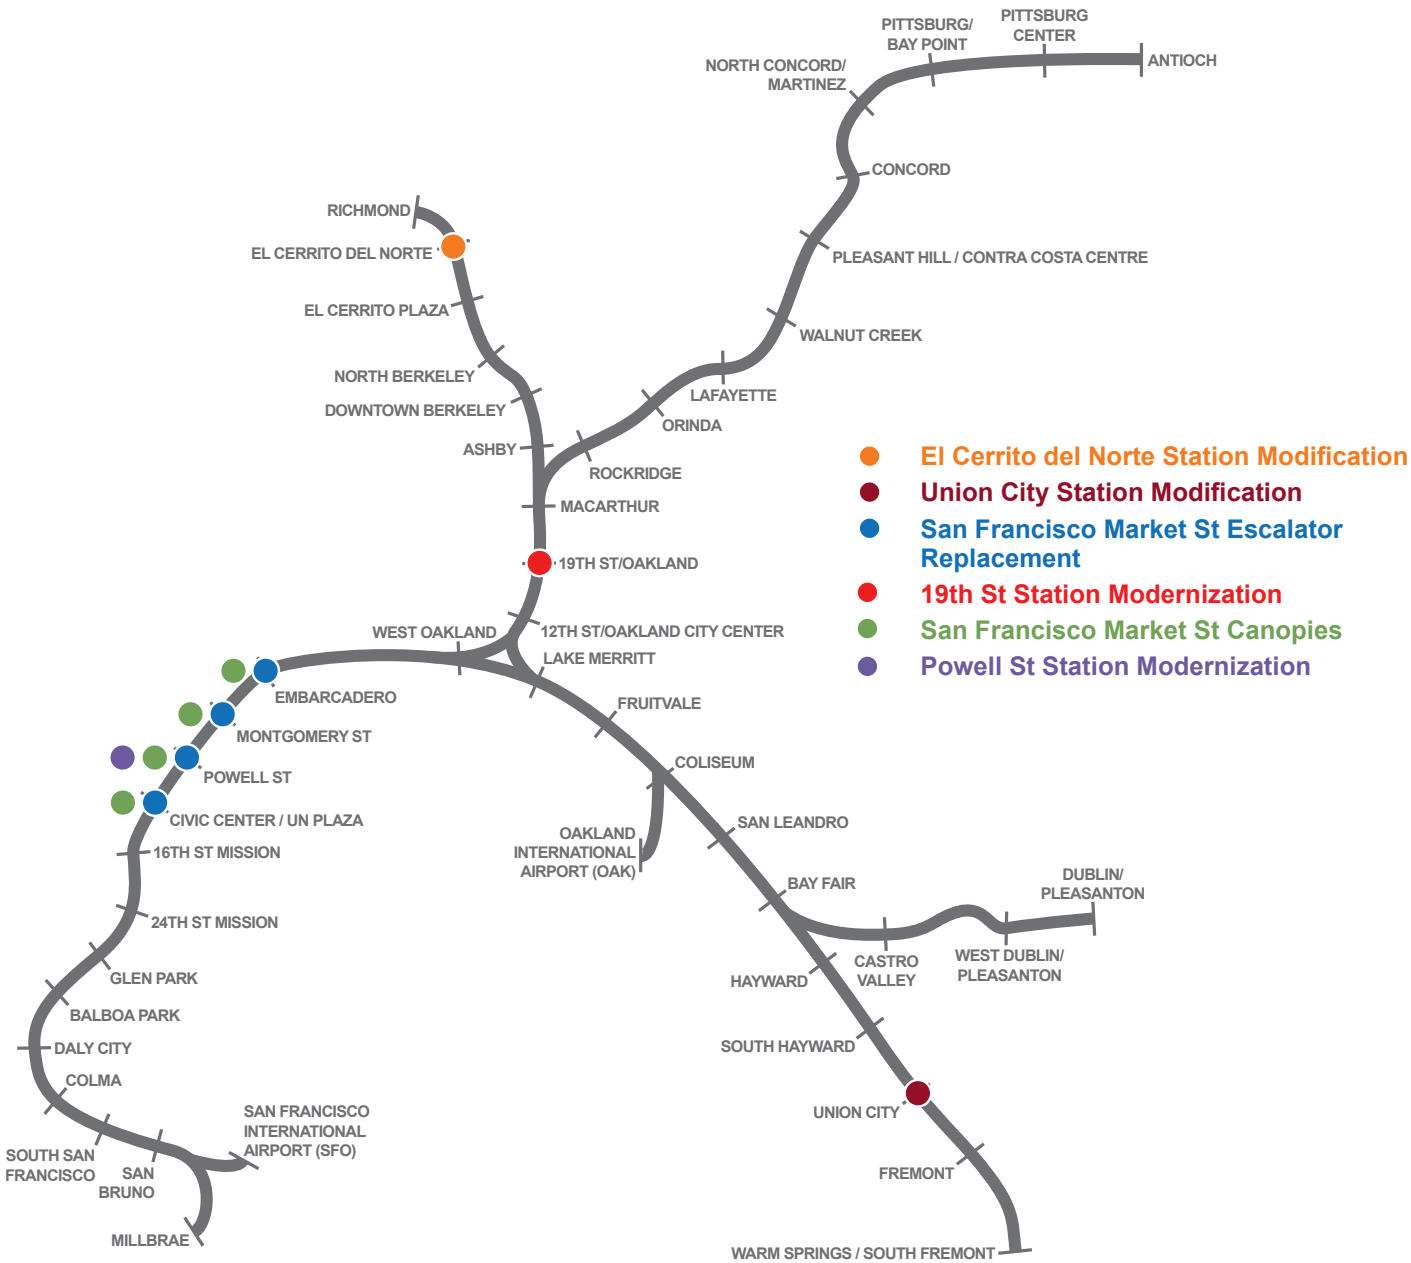 PITTSBURG
CENTER
PITTSBURG/
BAY POINT
ANTIOCH
NORTH CONCORD/
MARTINEZ
CONCORD
RICHMOND
EL CERRITO DEL NORTE
PLEASANT HILL / CONTRA COSTA CENTRE
EL CERRITO PLAZA
WALNUT CREEK
NORTH BERKELEY
LAFAYETTE
DOWNTOWN BERKELEY
ORINDA
ASHBY
ROCKRIDGE
MACARTHUR
19TH ST/OAKLAND
El Cerrito del Norte Station Modification
Union City Station Modification
San Francisco Market St Escalator
Replacement
19th St Station Modernization
San Francisco Market St Canopies
Powell St Station Modernization
WEST OAKLAND
12TH ST/OAKLAND CITY CENTER
LAKE MERRITT
EMBARCADERO
FRUITVALE
MONTGOMERY ST
COLISEUM
POWELL ST
CIVIC CENTER / UN PLAZA
SAN LEANDRO
OAKLAND
INTERNATIONAL
AIRPORT (OAK)
16TH ST MISSION
BAY FAIR
DUBLIN/
PLEASANTON
24TH ST MISSION
CASTRO
VALLEY
WEST DUBLIN/
PLEASANTON
GLEN PARK
HAYWARD
BALBOA PARK
DALY CITY
SOUTH HAYWARD
COLMA
UNION CITY
SAN FRANCISCO
INTERNATIONAL
AIRPORT (SFO)
SOUTH SAN
FRANCISCO
SAN
BRUNO
FREMONT
MILLBRAE
WARM SPRINGS / SOUTH FREMONT